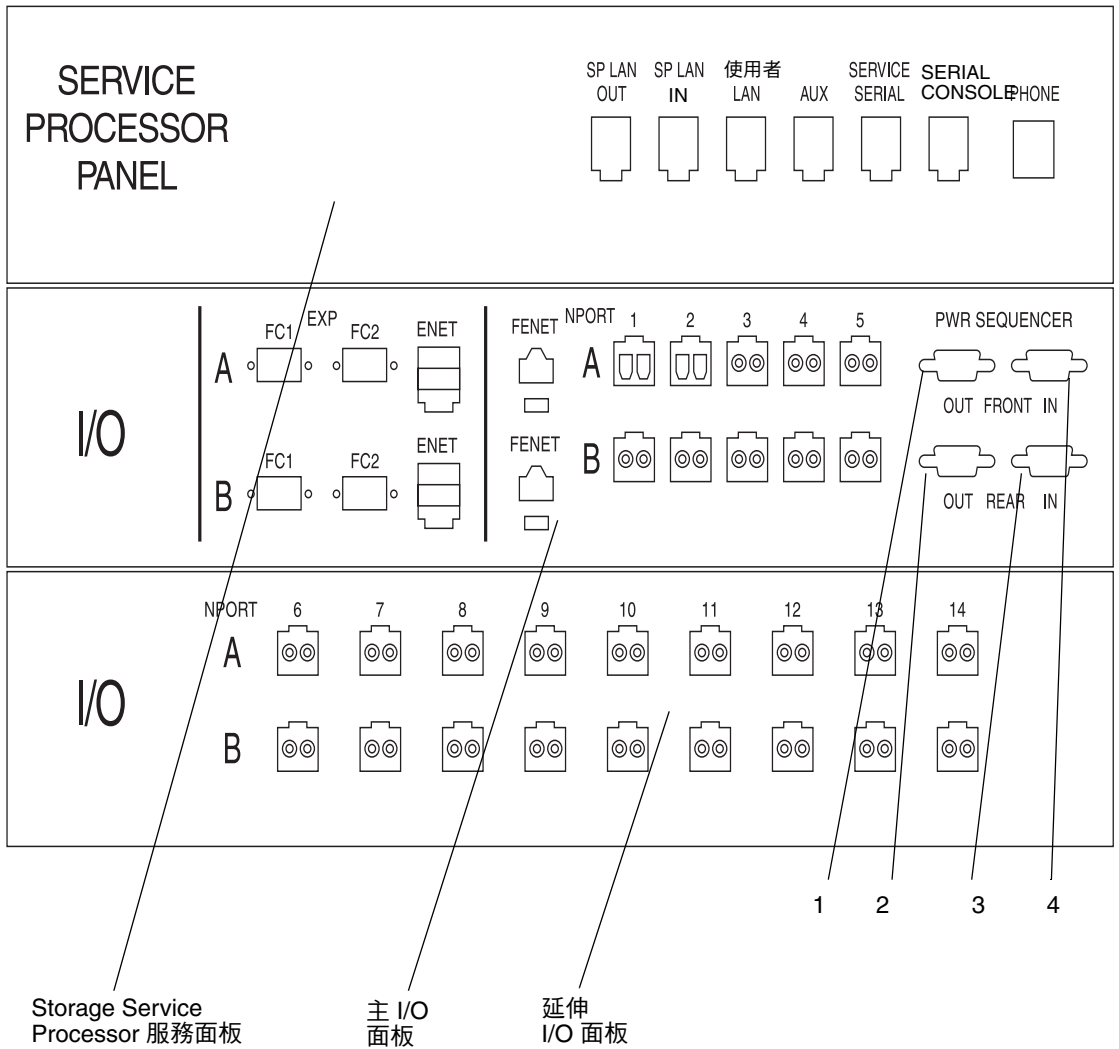 SERVICE
PROCESSOR
PANEL
SP LAN
OUT
SP LAN
IN
使用者
LAN
AUX
SERVICE
SERIAL
SERIAL
CONSOLE
PHONE
I/O
EXP
A FC1 FC2 ENET
B FC1 FC2 ENET
FENET
FENET
NPORT 1 2 3 4 5
A
B
PWR SEQUENCER
OUT FRONT IN
OUT REAR IN
I/O
NPORT 6 7 8 9 10 11 12 13 14
A
B
1 2 3 4
Storage Service
Processor 服務面板
主 I/O
面板
延伸
I/O 面板